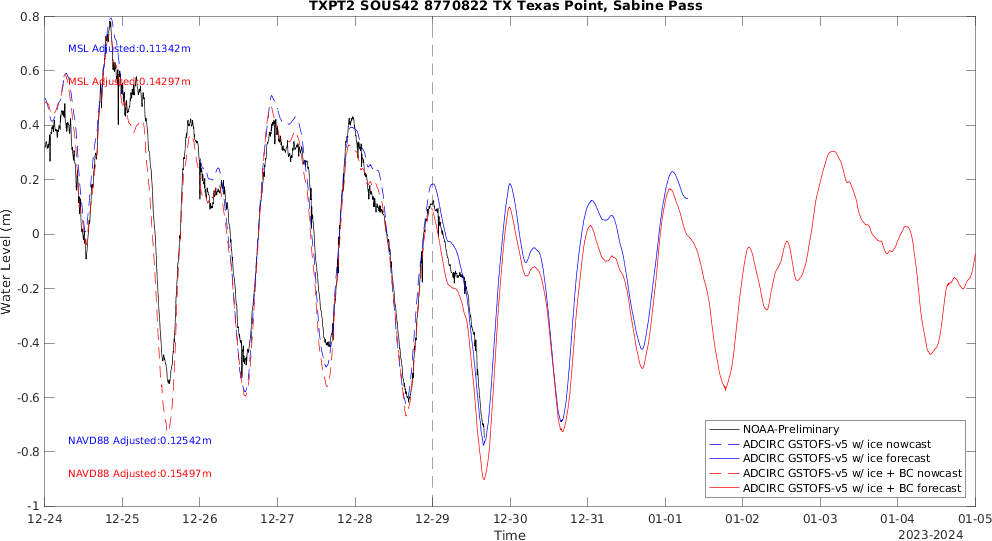 TXPT2 SOUS42 8770822 TX Texas Point, Sabine Pass
0.8
0.6
0.4
0.2
0
-0.2
-0.4
-0.6
-0.8
-1
Water Level (m)
MSL Adjusted:0.11342m
MSL Adjusted:0.14297m
NAVD88 Adjusted:0.12542m
NAVD88 Adjusted:0.15497m
NOAA-Preliminary
ADCIRC GSTOFS-v5 w/ ice nowcast
ADCIRC GSTOFS-v5 w/ ice forecast
ADCIRC GSTOFS-v5 w/ ice + BC nowcast
ADCIRC GSTOFS-v5 w/ ice + BC forecast
12-24 12-25 12-26 12-27 12-28 12-29 12-30 12-31 01-01 01-02 01-03 01-04 01-05
Time
2023-2024